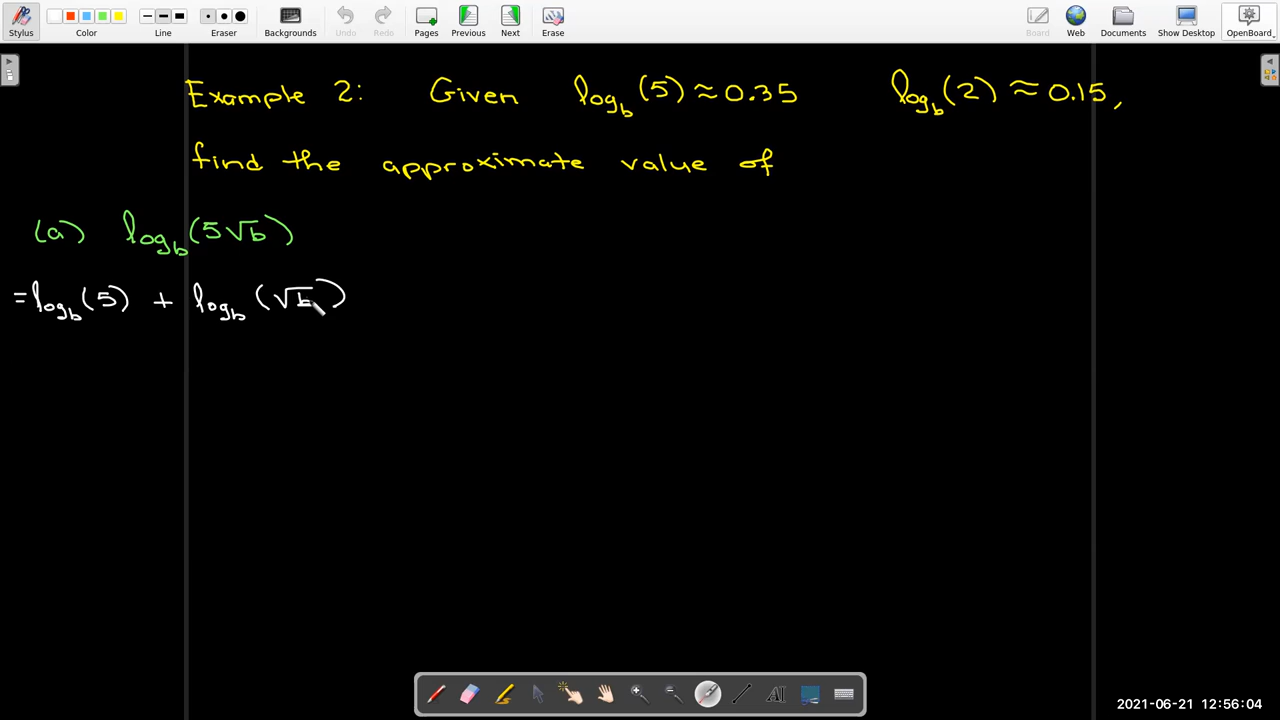 Stylus Color Line Eraser Backgrounds Undo Redo Pages Previous Next Erase Board Web Documents Show Desktop OpenBoard
Example 2: Given log_b(5)≈0.35 log_b(2)≈0.15,
find the approximate value of
(a) log_b(5√b)
=log_b(5) + log_b(√b)
2021-06-21 12:56:04